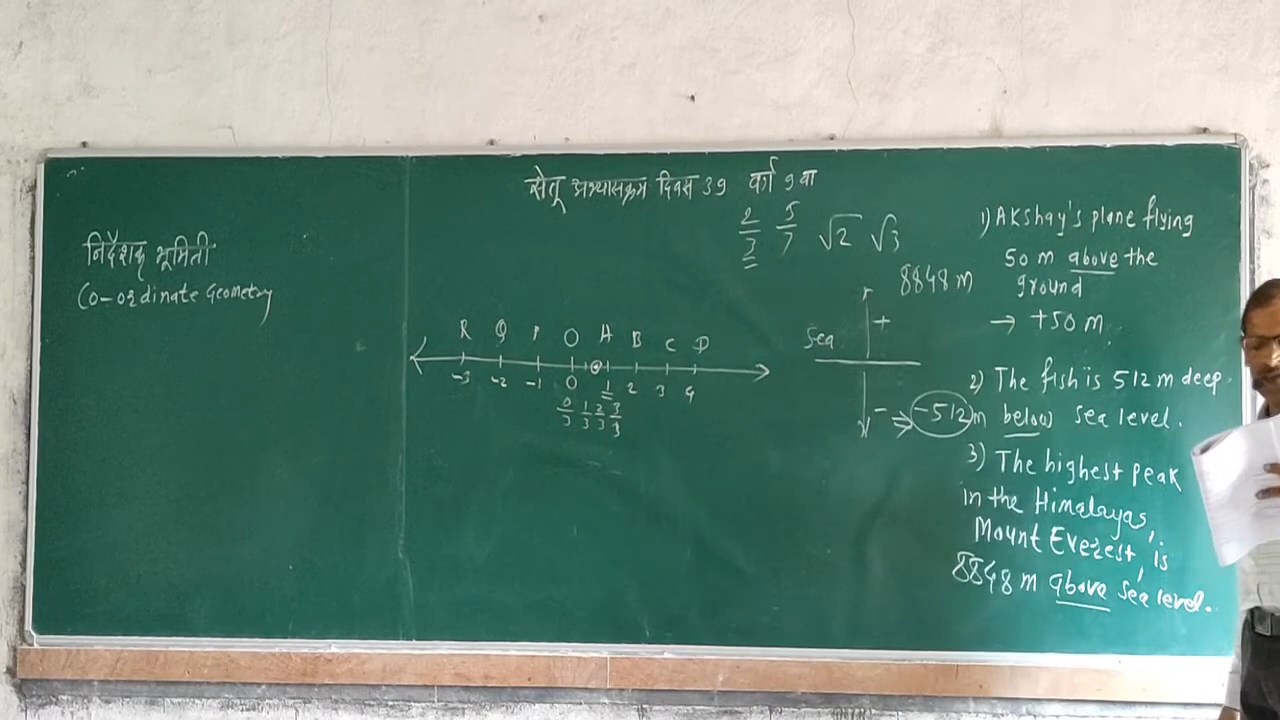 सेतू अभ्यासक्रम दिवस 39 वर्ग 9 वा
निर्देशक भूमिती
Co-ordinate Geometry
2/3 5/7 √2 √3
R Q P O A B C D
-3 -2 -1 0 1 2 3 4
0/3 1/3 2/3 3/3
8848 m
+
Sea
- ⇒ -512 m
1) Akshay's plane flying
50 m above the
ground
→ +50 m
2) The fish is 512 m deep
below sea level.
3) The highest peak
in the Himalayas,
Mount Everest, is
8848 m above sea level.